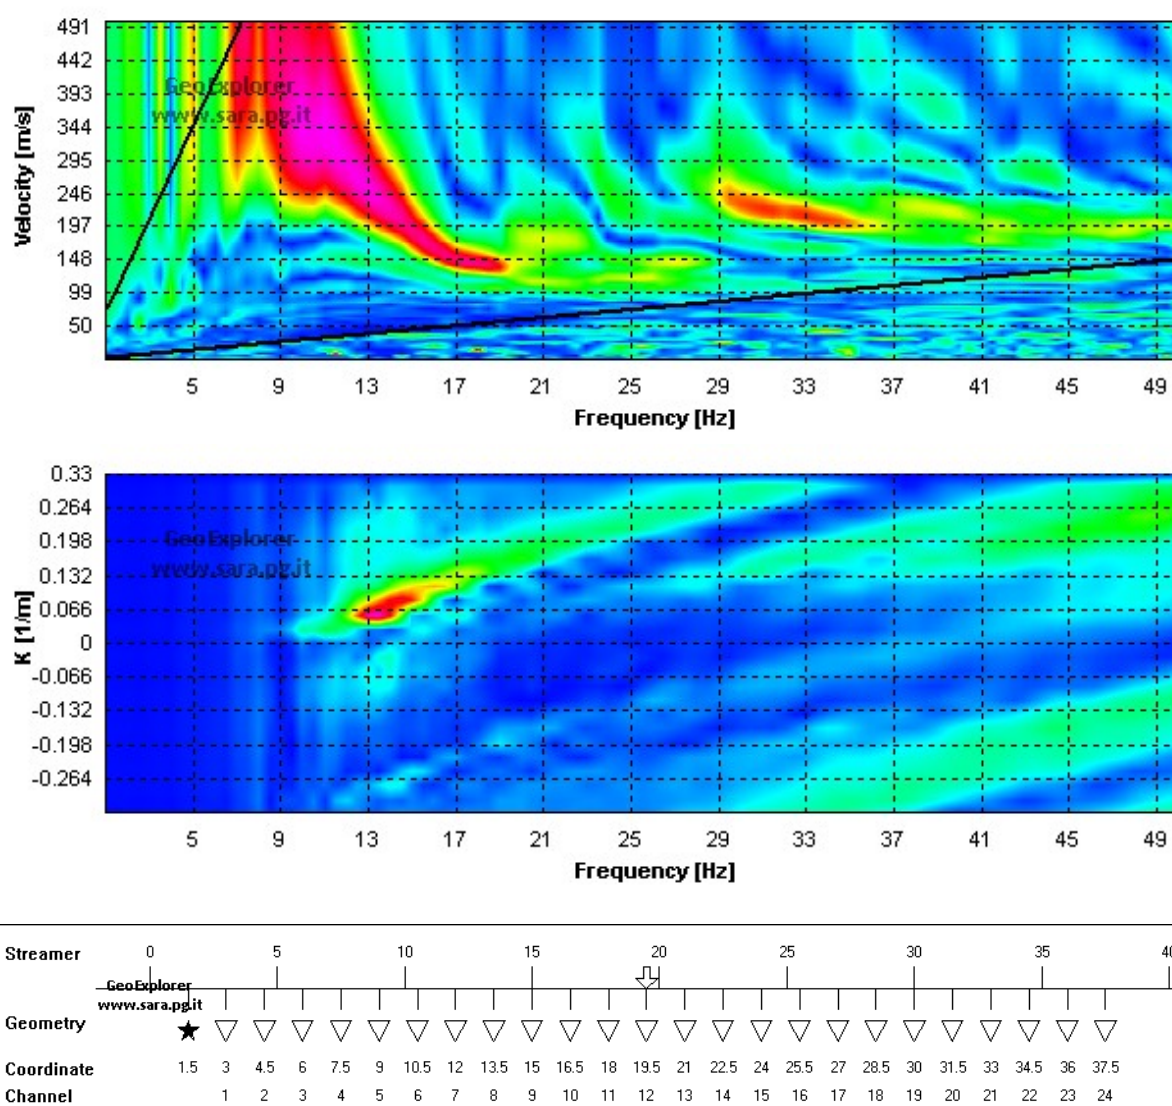 491
442
393
344
295
246
197
148
99
50
Velocity [m/s]
GeoExplorer
www.sara.pg.it
5 9 13 17 21 25 29 33 37 41 45 49
Frequency [Hz]
0.33
0.264
0.198
0.132
0.066
0
-0.066
-0.132
-0.198
-0.264
K [1/m]
GeoExplorer
www.sara.pg.it
5 9 13 17 21 25 29 33 37 41 45 49
Frequency [Hz]
Streamer 0 5 10 15 20 25 30 35 40
GeoExplorer
www.sara.pg.it
Geometry
Coordinate 1.5 3 4.5 6 7.5 9 10.5 12 13.5 15 16.5 18 19.5 21 22.5 24 25.5 27 28.5 30 31.5 33 34.5 36 37.5
Channel 1 2 3 4 5 6 7 8 9 10 11 12 13 14 15 16 17 18 19 20 21 22 23 24